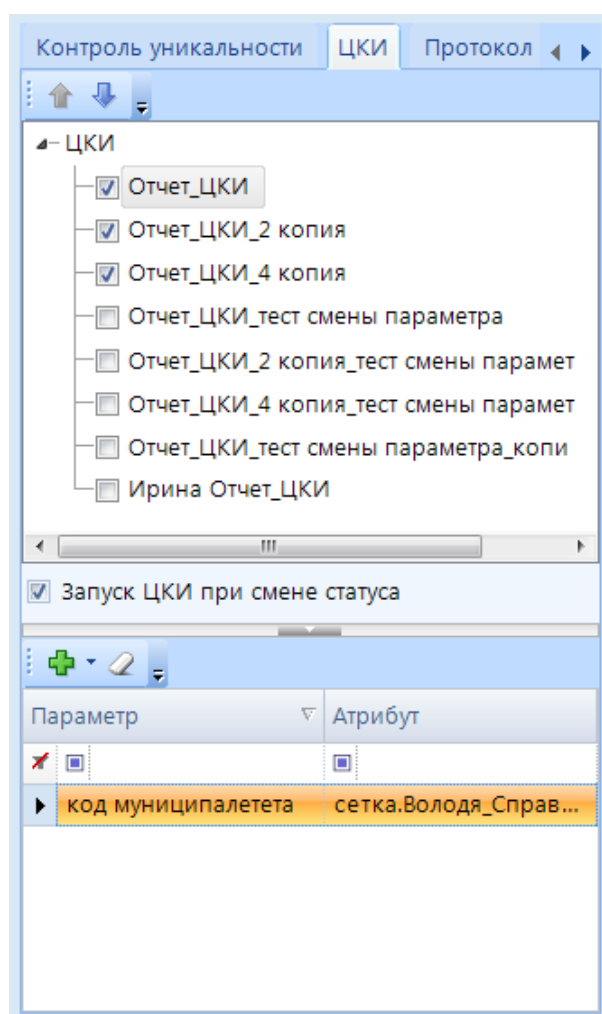 Контроль уникальности ЦКИ Протокол
ЦКИ
Отчет_ЦКИ
Отчет_ЦКИ_2 копия
Отчет_ЦКИ_4 копия
Отчет_ЦКИ_тест смены параметра
Отчет_ЦКИ_2 копия_тест смены парамет
Отчет_ЦКИ_4 копия_тест смены парамет
Отчет_ЦКИ_тест смены параметра_копи
Ирина Отчет_ЦКИ
Запуск ЦКИ при смене статуса
Параметр Атрибут
код муниципалетета сетка.Володя_Справ...